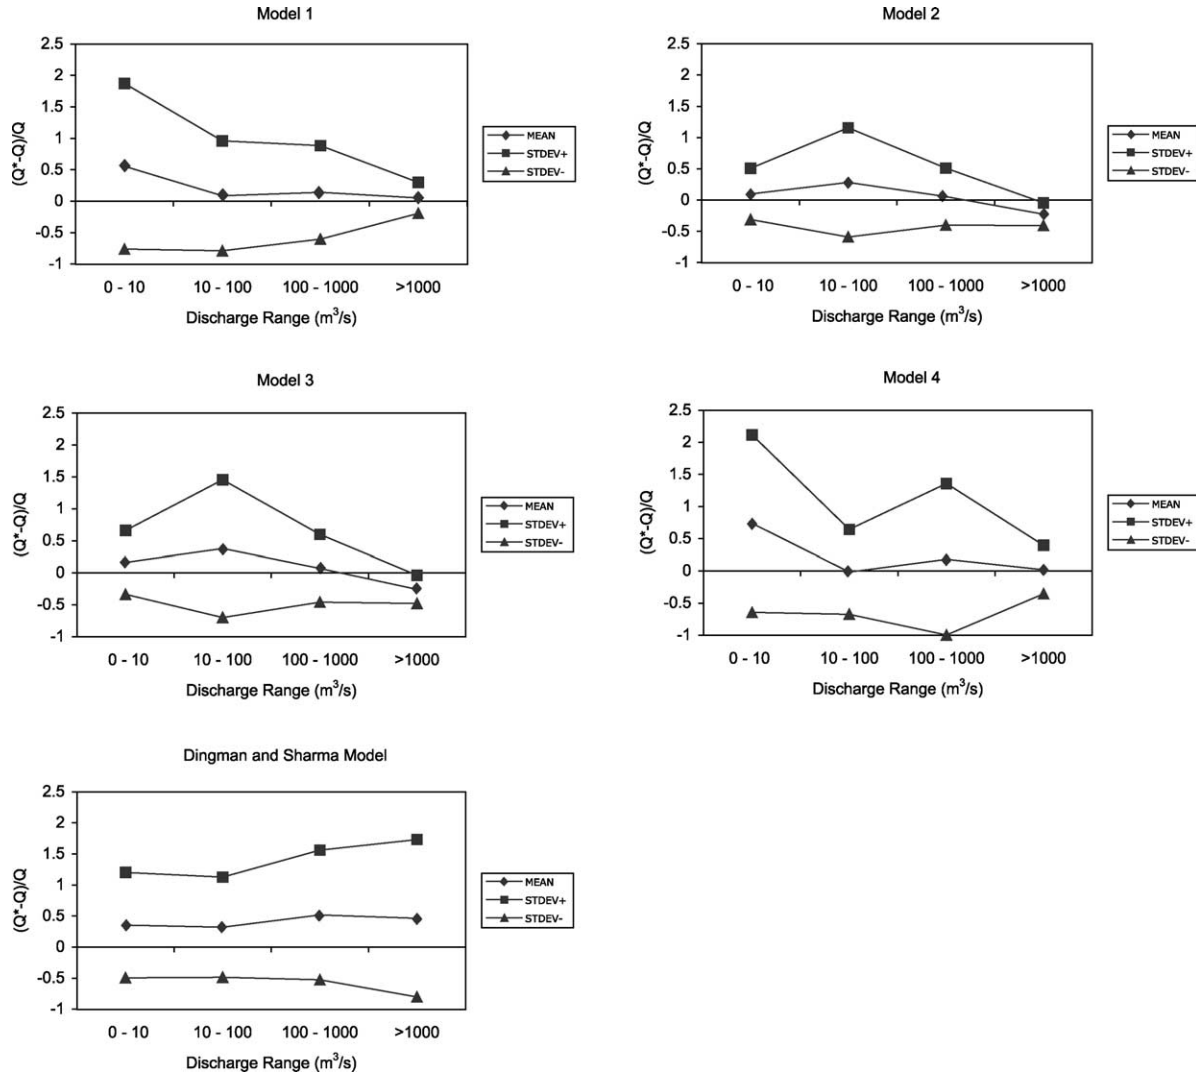 Model 1
(Q*-Q)/Q
2.5
2
1.5
1
0.5
0
-0.5
-1
0 - 10 10 - 100 100 - 1000 >1000
Discharge Range (m³/s)
MEAN
STDEV+
STDEV-
Model 2
(Q*-Q)/Q
2.5
2
1.5
1
0.5
0
-0.5
-1
0 - 10 10 - 100 100 - 1000 >1000
Discharge Range (m³/s)
MEAN
STDEV+
STDEV-
Model 3
(Q*-Q)/Q
2.5
2
1.5
1
0.5
0
-0.5
-1
0 - 10 10 - 100 100 - 1000 >1000
Discharge Range (m³/s)
MEAN
STDEV+
STDEV-
Model 4
(Q*-Q)/Q
2.5
2
1.5
1
0.5
0
-0.5
-1
0 - 10 10 - 100 100 - 1000 >1000
Discharge Range (m³/s)
MEAN
STDEV+
STDEV-
Dingman and Sharma Model
(Q*-Q)/Q
2.5
2
1.5
1
0.5
0
-0.5
-1
0 - 10 10 - 100 100 - 1000 >1000
Discharge Range (m³/s)
MEAN
STDEV+
STDEV-